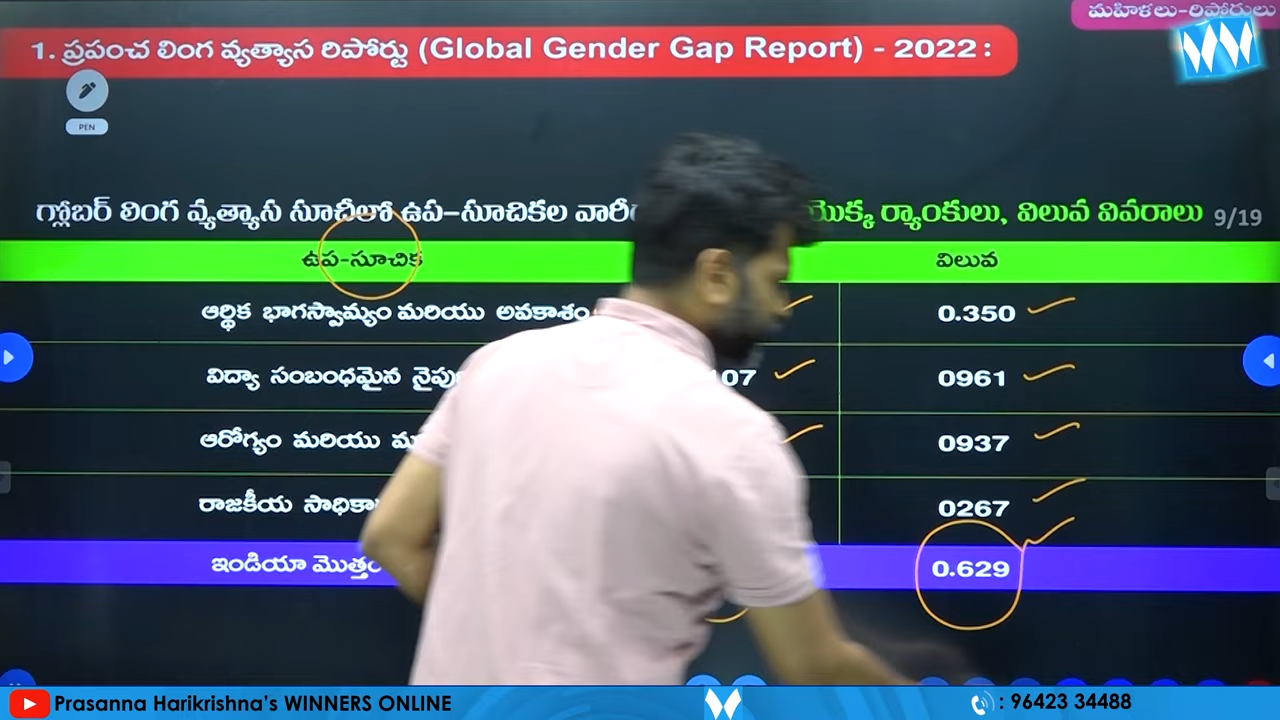 మహిళలు-రిపోర్టులు
1. ప్రపంచ లింగ వ్యత్యాస రిపోర్టు (Global Gender Gap Report) - 2022 :
PEN
గ్లోబర్ లింగ వ్యత్యాస సూచీలో ఉప-సూచికల యొక్క ర్యాంకులు, విలువ వివరాలు 9/19
ఉప-సూచిక విలువ
ఆర్థిక భాగస్వామ్యం మరియు అవకాశం 0.350
విద్యా సంబంధమైన 107 0961
ఆరోగ్యం మరియు 0937
రాజకీయ 0267
ఇండియా మొత్తం 0.629
Prasanna Harikrishna's WINNERS ONLINE : 96423 34488